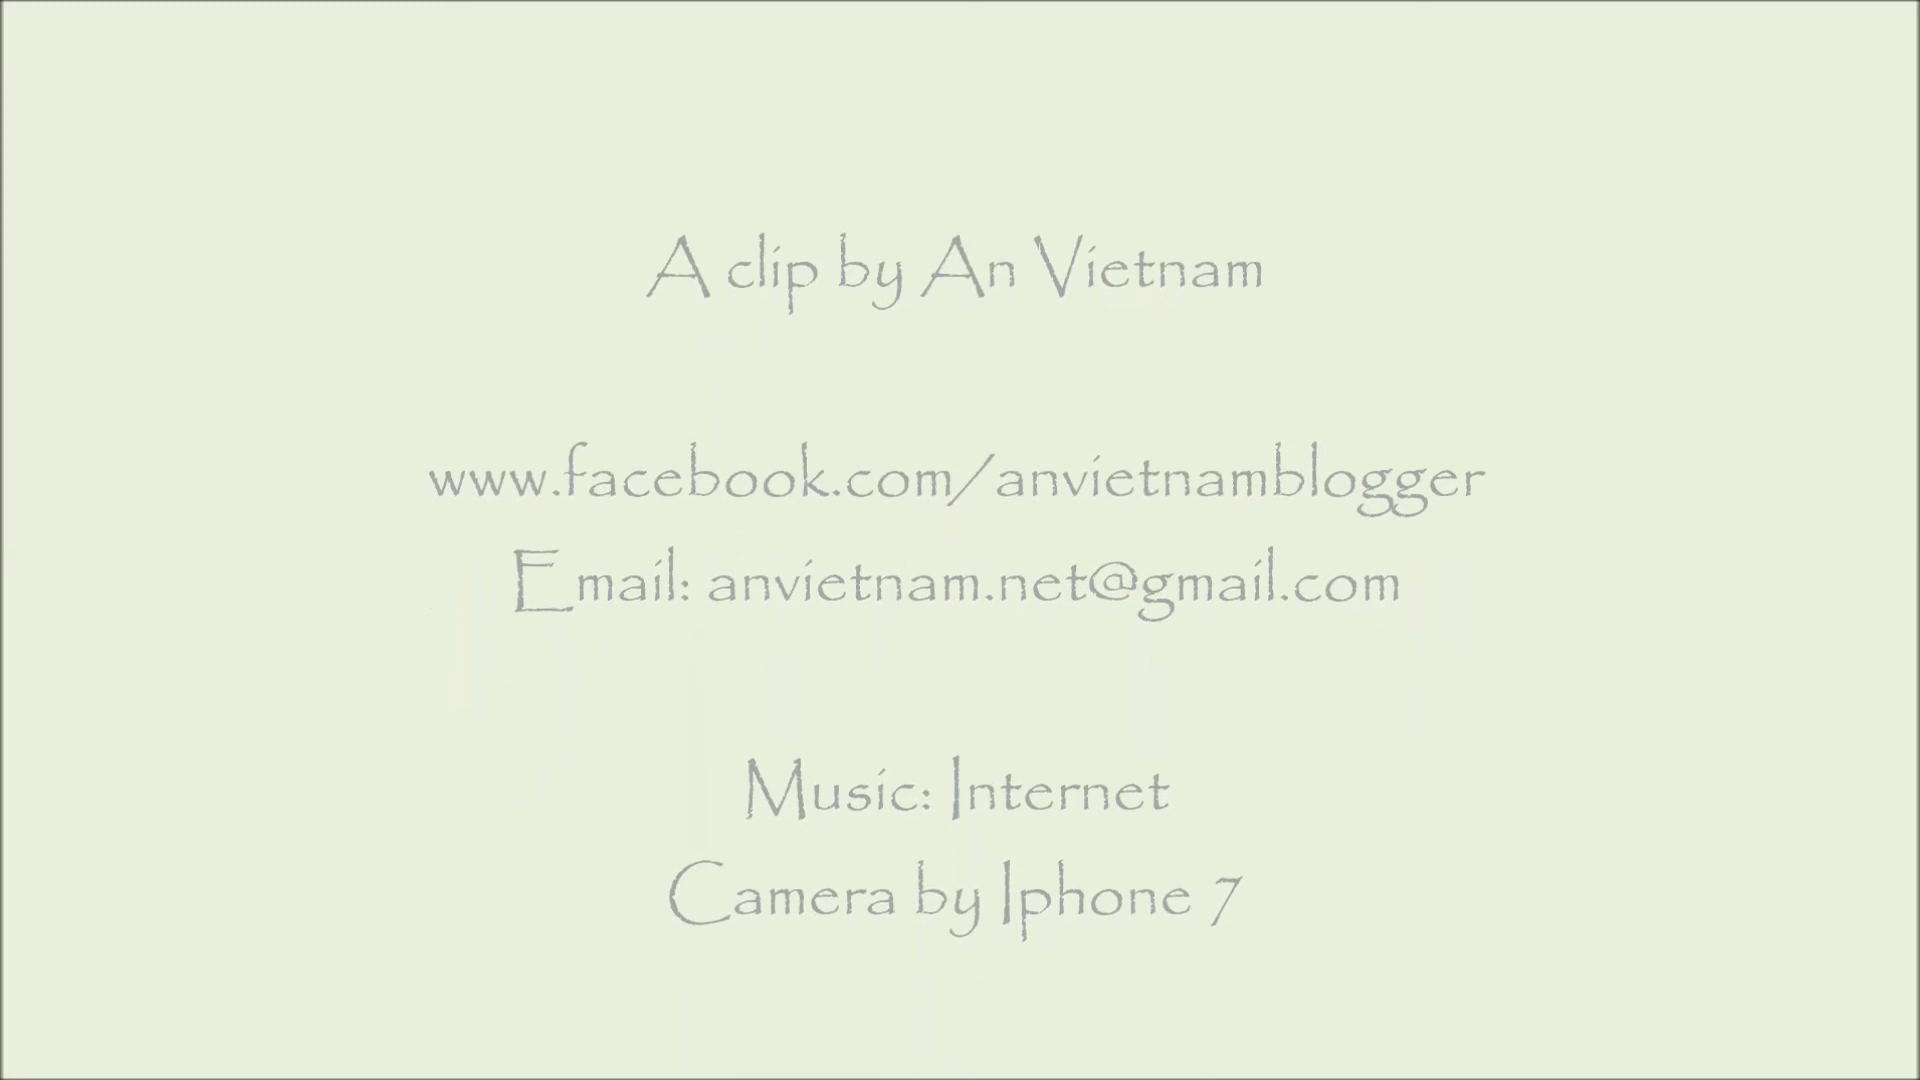 A clip by An Vietnam
www.facebook.com/anvietnamblogger
Email: anvietnam.net@gmail.com
Music: Internet
Camera by Iphone 7